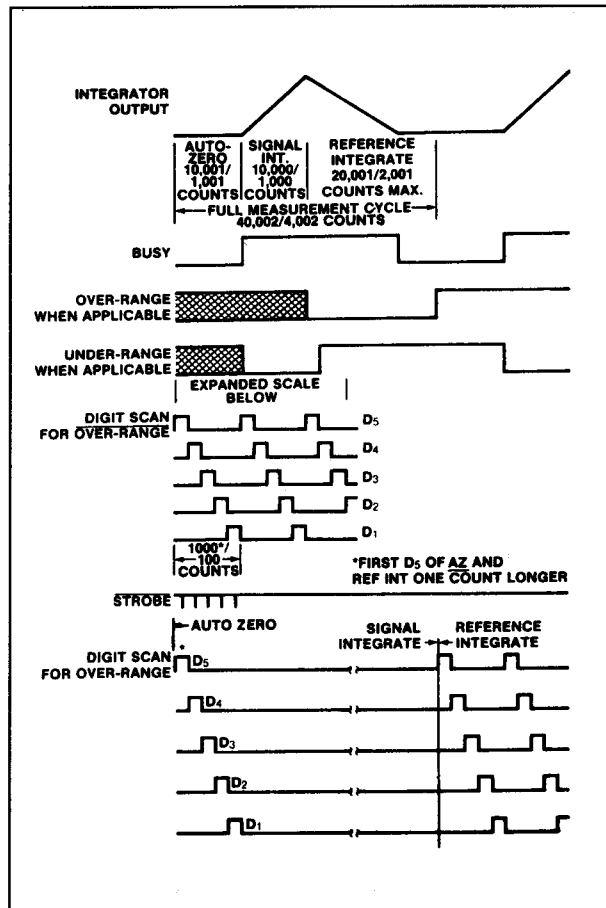 INTEGRATOR
OUTPUT
AUTO-
ZERO
10,001/
1,001
COUNTS
SIGNAL
INT.
10,000/
1,000
COUNTS
REFERENCE
INTEGRATE
20,001/2,001
COUNTS MAX.
FULL MEASUREMENT CYCLE
40,002/4,002 COUNTS
BUSY
OVER-RANGE
WHEN APPLICABLE
UNDER-RANGE
WHEN APPLICABLE
EXPANDED SCALE
BELOW
DIGIT SCAN
FOR OVER-RANGE
D5
D4
D3
D2
D1
1000*/
100
COUNTS
*FIRST D5 OF AZ AND
REF INT ONE COUNT LONGER
STROBE
AUTO ZERO
SIGNAL
INTEGRATE
REFERENCE
INTEGRATE
DIGIT SCAN
FOR OVER-RANGE
*
D5
D4
D3
D2
D1